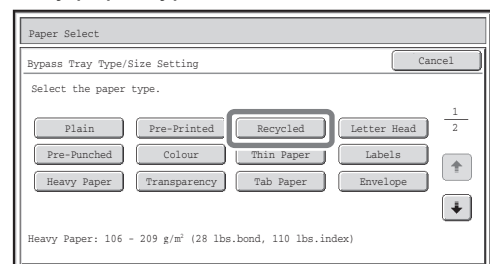 Paper Select
Bypass Tray Type/Size Setting Cancel
Select the paper type.
Plain Pre-Printed Recycled Letter Head
Pre-Punched Colour Thin Paper Labels
Heavy Paper Transparency Tab Paper Envelope
1
2
Heavy Paper: 106 - 209 g/m² (28 lbs.bond, 110 lbs.index)